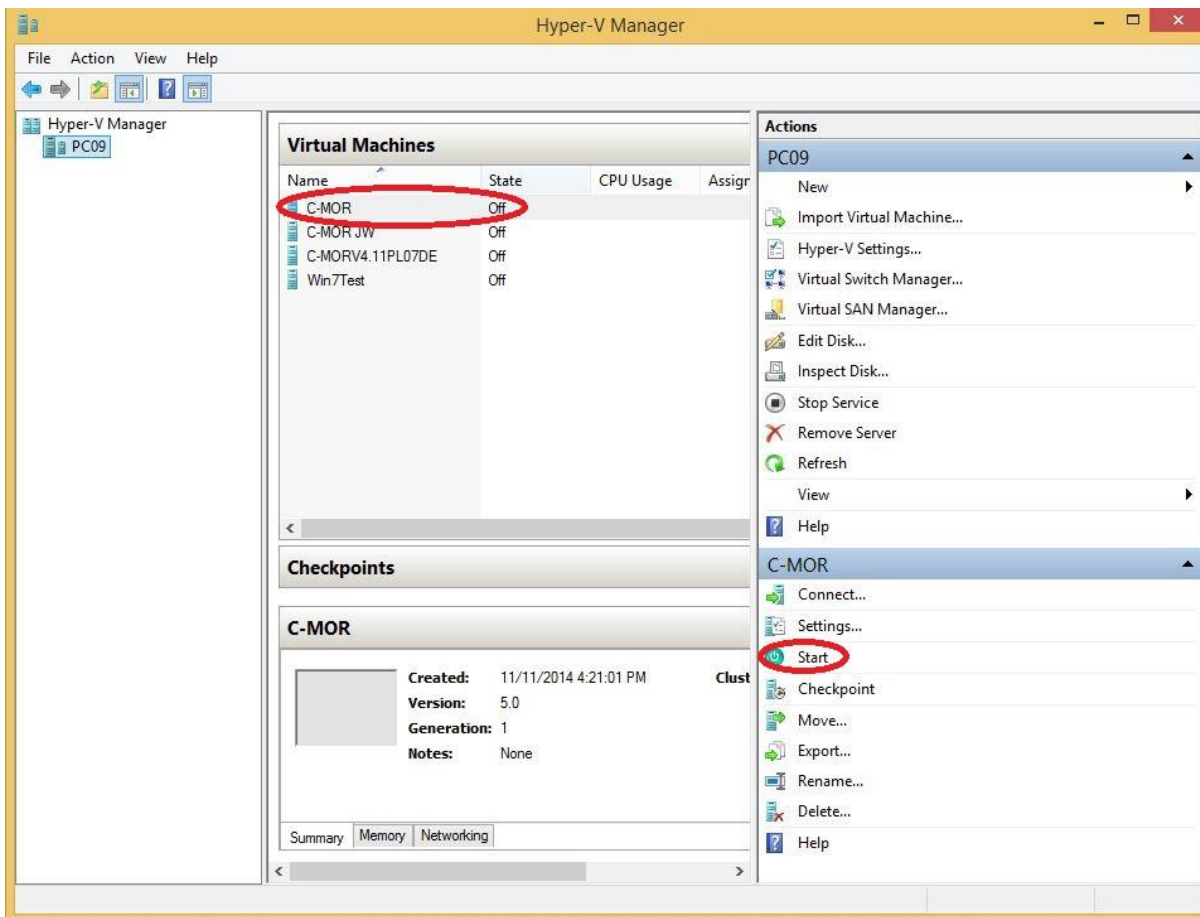 Hyper-V Manager
File Action View Help
Hyper-V Manager
PC09
Virtual Machines
Name State CPU Usage Assigr
C-MOR Off
C-MOR JW Off
C-MORV4.11PL07DE Off
Win7Test Off
Checkpoints
C-MOR
Created: 11/11/2014 4:21:01 PM Clust
Version: 5.0
Generation: 1
Notes: None
Summary Memory Networking
Actions
PC09
New
Import Virtual Machine...
Hyper-V Settings...
Virtual Switch Manager...
Virtual SAN Manager...
Edit Disk...
Inspect Disk...
Stop Service
Remove Server
Refresh
View
Help
C-MOR
Connect...
Settings...
Start
Checkpoint
Move...
Export...
Rename...
Delete...
Help